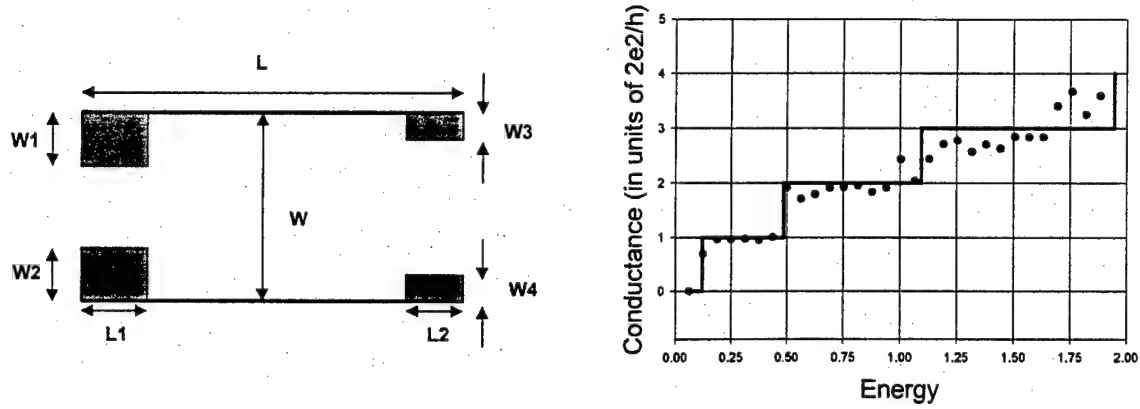 L
W1
W3
W
W2
W4
L1
L2
Conductance (in units of 2e2/h)
5
4
3
2
1
0
0.00 0.25 0.50 0.75 1.00 1.25 1.50 1.75 2.00
Energy